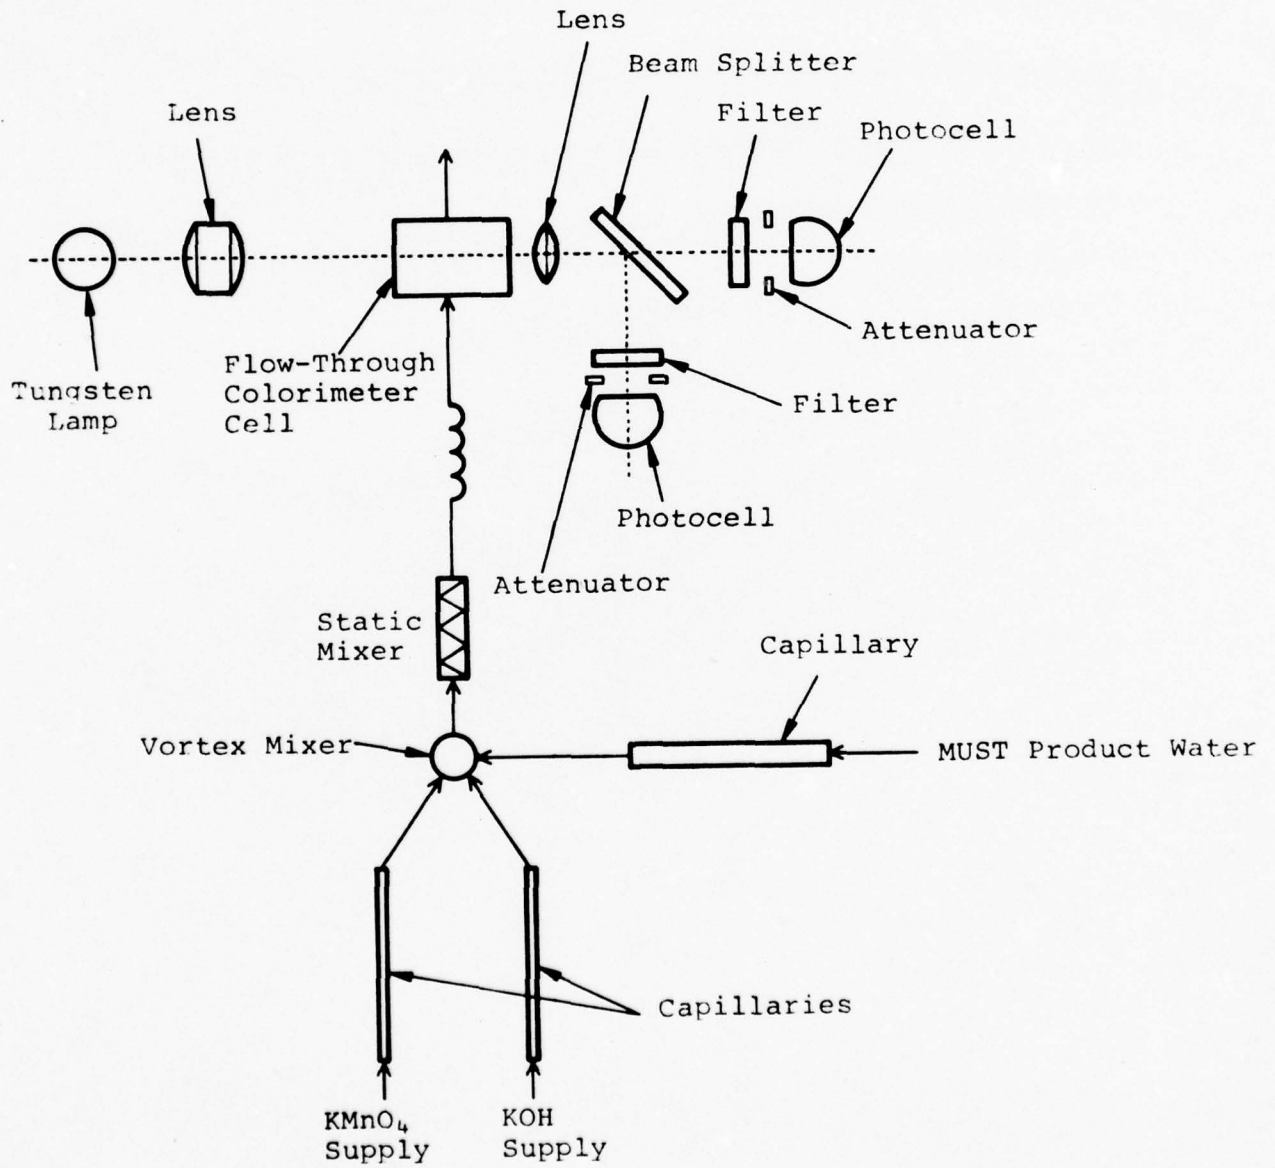 Lens
Beam Splitter
Lens
Filter
Photocell
Attenuator
Flow-Through
Colorimeter
Cell
Tungsten
Lamp
Filter
Photocell
Attenuator
Static
Mixer
Capillary
Vortex Mixer
MUST Product Water
Capillaries
KMnO₄
Supply
KOH
Supply